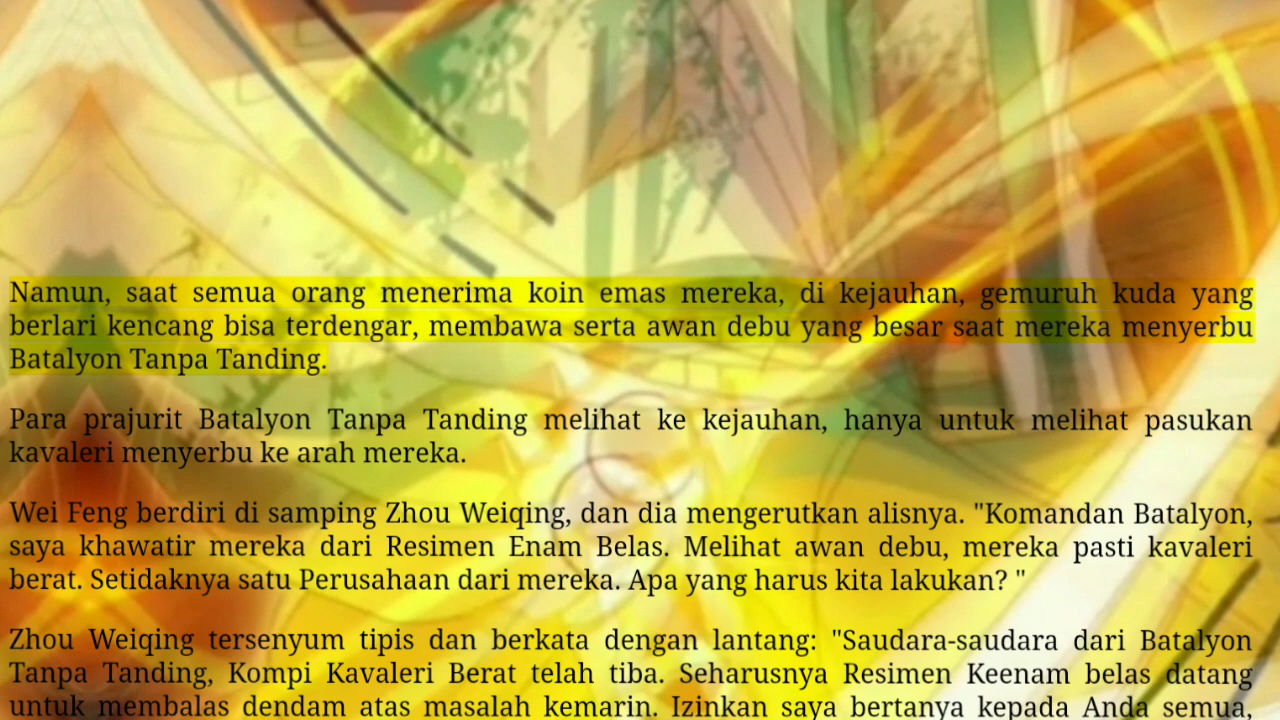 Namun, saat semua orang menerima koin emas mereka, di kejauhan, gemuruh kuda yang
berlari kencang bisa terdengar, membawa serta awan debu yang besar saat mereka menyerbu
Batalyon Tanpa Tanding.
Para prajurit Batalyon Tanpa Tanding melihat ke kejauhan, hanya untuk melihat pasukan
kavaleri menyerbu ke arah mereka.
Wei Feng berdiri di samping Zhou Weiqing, dan dia mengerutkan alisnya. "Komandan Batalyon,
saya khawatir mereka dari Resimen Enam Belas. Melihat awan debu, mereka pasti kavaleri
berat. Setidaknya satu Perusahaan dari mereka. Apa yang harus kita lakukan? "
Zhou Weiqing tersenyum tipis dan berkata dengan lantang: "Saudara-saudara dari Batalyon
Tanpa Tanding, Kompi Kavaleri Berat telah tiba. Seharusnya Resimen Keenam belas datang
untuk membalas dendam atas masalah kemarin. Izinkan saya bertanya kepada Anda semua,